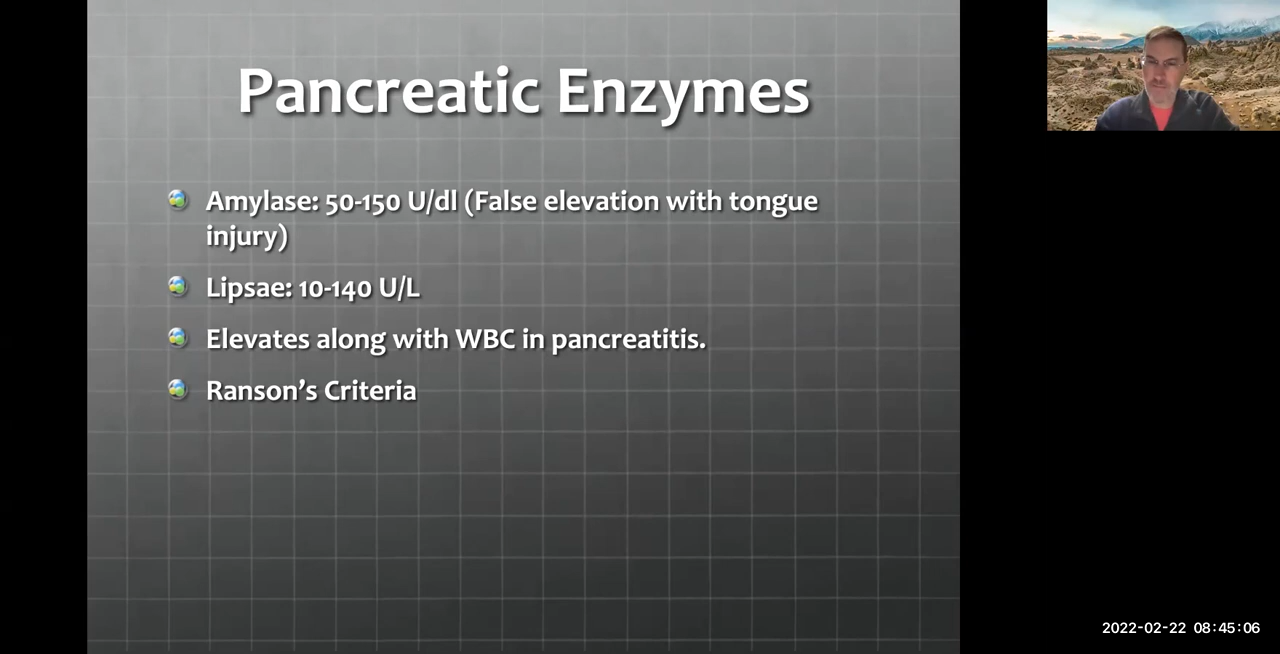 Pancreatic Enzymes
Amylase: 50-150 U/dl (False elevation with tongue
injury)
Lipsae: 10-140 U/L
Elevates along with WBC in pancreatitis.
Ranson’s Criteria
2022-02-22 08:45:06